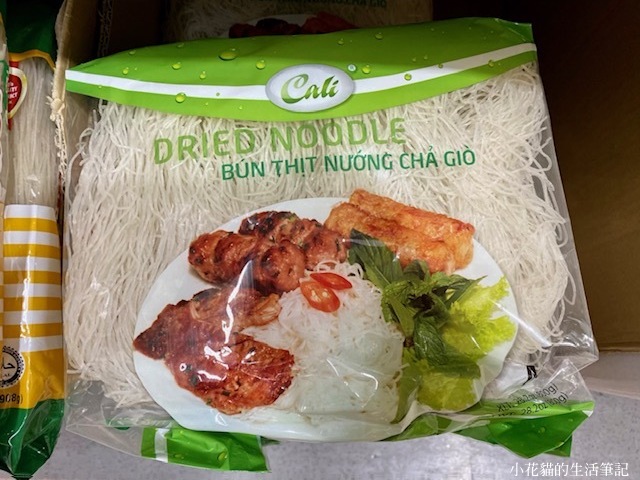 Cali
DRIED NOODLE
BÚN THỊT NƯỚNG CHẢ GIÒ
小花貓的生活筆記